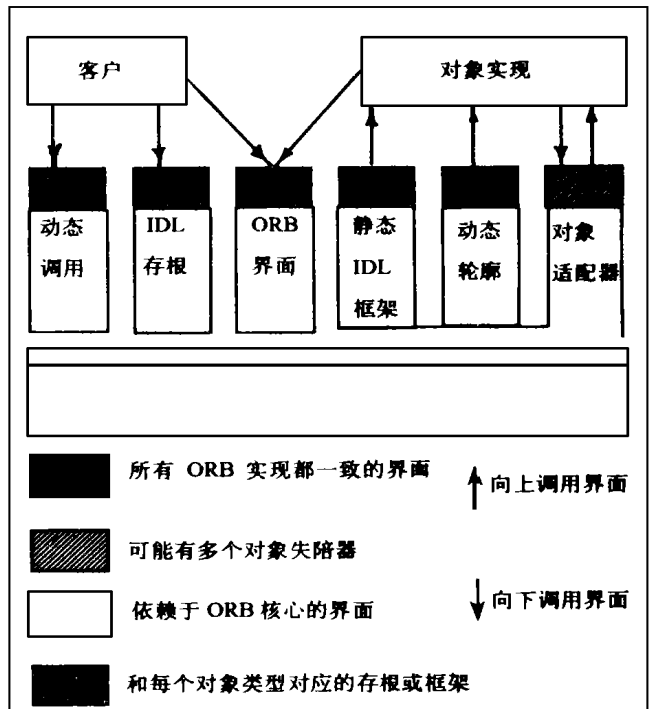 客户
对象实现
动态
调用
IDL
存根
ORB
界面
静态
IDL
框架
动态
轮廓
对象
适配器
所有 ORB 实现都一致的界面
向上调用界面
可能有多个对象失陪器
依赖于 ORB 核心的界面
向下调用界面
和每个对象类型对应的存根或框架